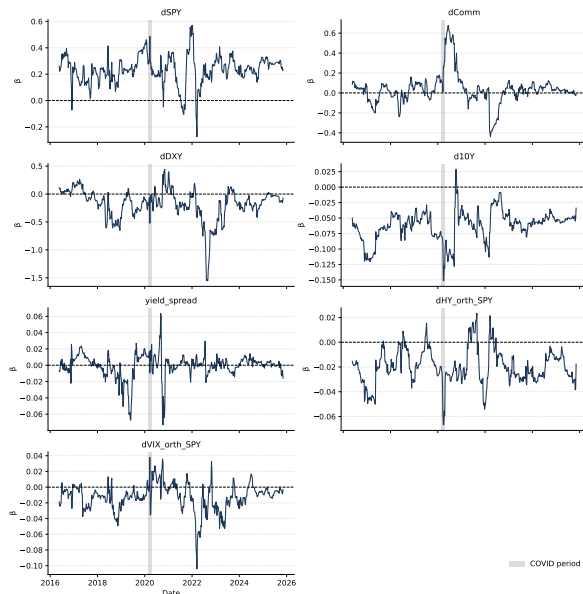 dSPY
dComm
0.6
0.4
0.2
0.0
−0.2
β
0.6
0.4
0.2
0.0
−0.2
−0.4
β
dDXY
d10Y
0.5
0.0
−0.5
−1.0
−1.5
β
0.025
0.000
−0.025
−0.050
−0.075
−0.100
−0.125
−0.150
β
yield_spread
dHY_orth_SPY
0.06
0.04
0.02
0.00
−0.02
−0.04
−0.06
β
0.02
0.00
−0.02
−0.04
−0.06
β
dVIX_orth_SPY
0.04
0.02
0.00
−0.02
−0.04
−0.06
−0.08
−0.10
β
2016 2018 2020 2022 2024 2026
Date
COVID period